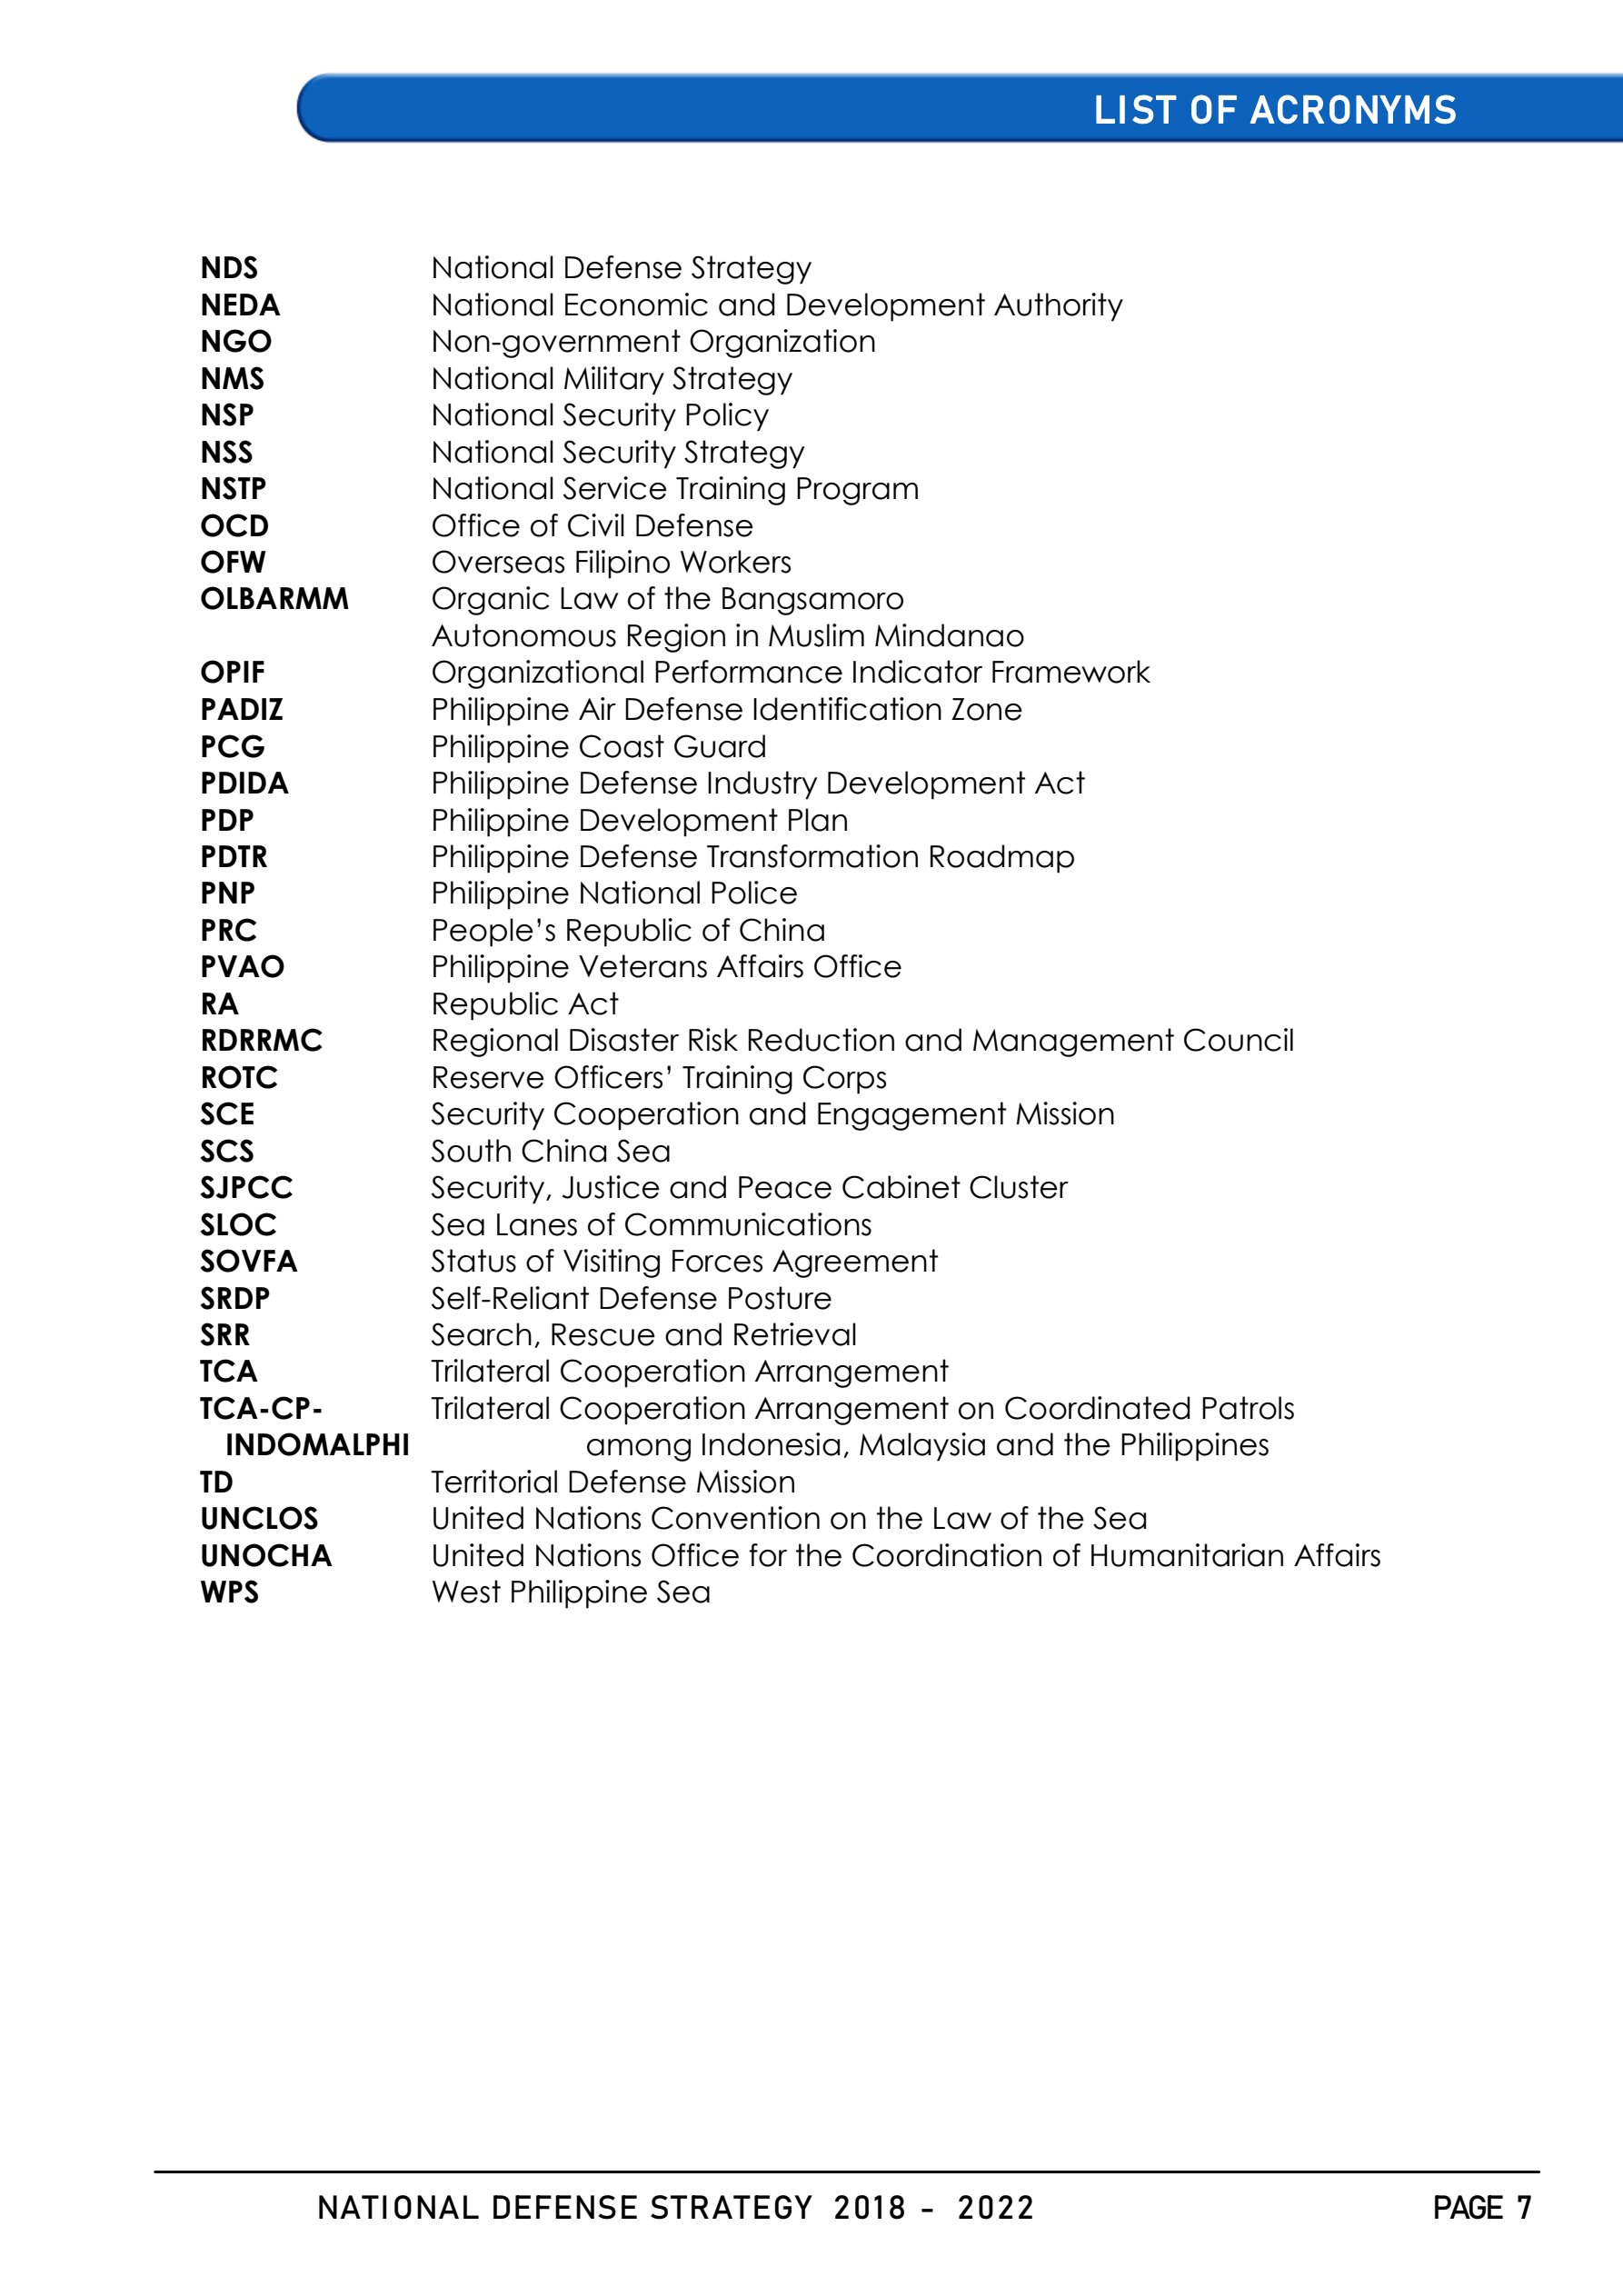 LIST OF ACRONYMS
NDS National Defense Strategy
NEDA National Economic and Development Authority
NGO Non-government Organization
NMS National Military Strategy
NSP National Security Policy
NSS National Security Strategy
NSTP National Service Training Program
OCD Office of Civil Defense
OFW Overseas Filipino Workers
OLBARMM Organic Law of the Bangsamoro
Autonomous Region in Muslim Mindanao
OPIF Organizational Performance Indicator Framework
PADIZ Philippine Air Defense Identification Zone
PCG Philippine Coast Guard
PDIDA Philippine Defense Industry Development Act
PDP Philippine Development Plan
PDTR Philippine Defense Transformation Roadmap
PNP Philippine National Police
PRC People’s Republic of China
PVAO Philippine Veterans Affairs Office
RA Republic Act
RDRRMC Regional Disaster Risk Reduction and Management Council
ROTC Reserve Officers’ Training Corps
SCE Security Cooperation and Engagement Mission
SCS South China Sea
SJPCC Security, Justice and Peace Cabinet Cluster
SLOC Sea Lanes of Communications
SOVFA Status of Visiting Forces Agreement
SRDP Self-Reliant Defense Posture
SRR Search, Rescue and Retrieval
TCA Trilateral Cooperation Arrangement
TCA-CP- Trilateral Cooperation Arrangement on Coordinated Patrols
INDOMALPHI among Indonesia, Malaysia and the Philippines
TD Territorial Defense Mission
UNCLOS United Nations Convention on the Law of the Sea
UNOCHA United Nations Office for the Coordination of Humanitarian Affairs
WPS West Philippine Sea
NATIONAL DEFENSE STRATEGY 2018 - 2022 PAGE 7